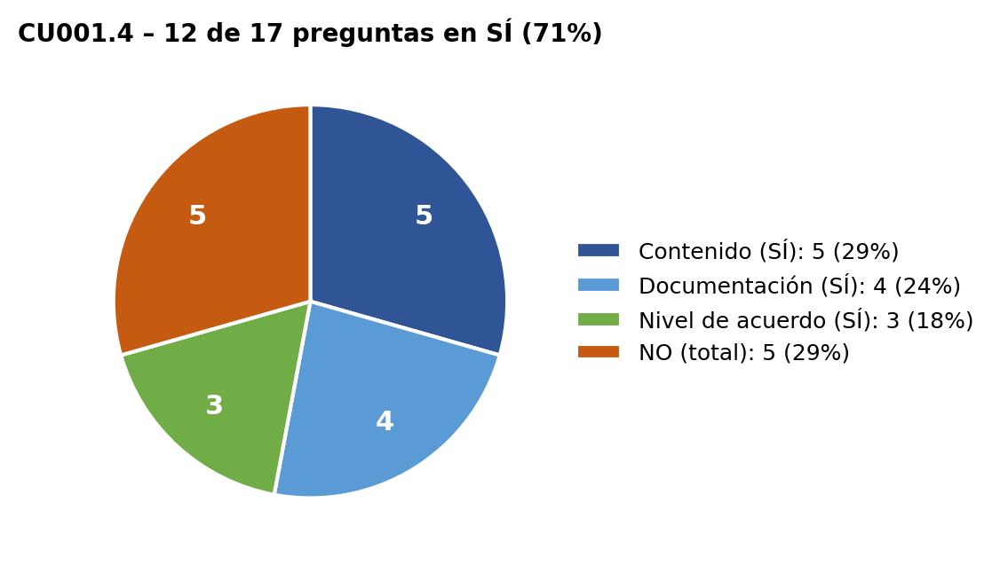 CU001.4 – 12 de 17 preguntas en SÍ (71%)
5
5
3
4
Contenido (SÍ): 5 (29%)
Documentación (SÍ): 4 (24%)
Nivel de acuerdo (SÍ): 3 (18%)
NO (total): 5 (29%)